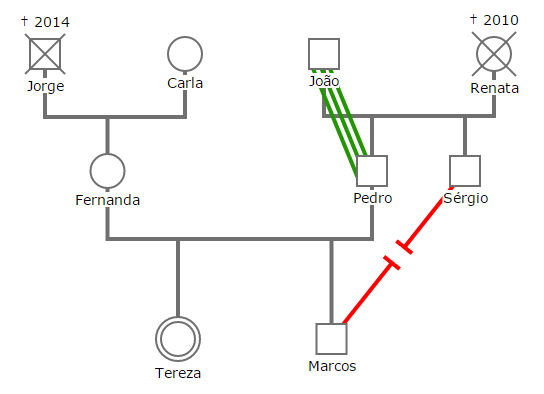 † 2014
† 2010
Jorge
Carla
João
Renata
Fernanda
Pedro
Sérgio
Tereza
Marcos